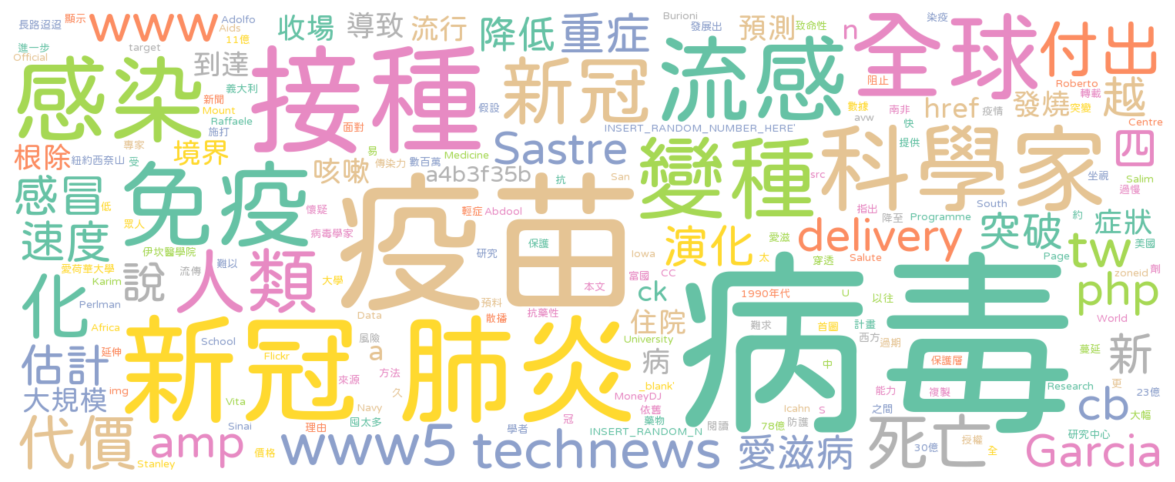 長路迢迢
顯示
Adolfo
www
Aids
11億
收場
導致
流行
降低
重症
Burioni
發展出
預測
致命性
n
染疫
全球
付出
進一步
target
Official
感染
到達
接種
新冠
流感
義大利
新聞
Mount
Raffaele
施打
面對
假設
阻止
數據
南非
href
疫情
發燒
突變
Roberto
轉載
越
avw
快
Centre
專家
根除
紐約西奈山
受
境界
INSERT_RANDOM_NUMBER_HERE'
變種
提供
科學家
四
易
咳嗽
傳染力
數百萬
Medicine
Sastre
a4b3f35b
抗
San
src
坐視
Salim
過慢
感冒
低
免疫
懷疑
輕症
Abdool
指出
South
降至
Programme
約
症狀
速度
眾人
病毒學家
疫苗
保護
演化
delivery
突破
美國
伊坎醫學院
研究
Iowa
愛滋
太
穿透
Salute
Page
tw
愛荷華大學
流傳
難以
大學
富國
CC
化
說
人類
Karim
本文
ck
1990年代
U
以往
zoneid
劑
php
Perlman
預料
病毒
World
Africa
Data
抗藥性
散播
住院
難求
首圖
計畫
延伸
School
新冠
風險
肺炎
University
西方
過期
蔓延
估計
Flickr
a
病
中
保護層
新
img
來源
方法
_blank'
更
大規模
Vita
久
MoneyDJ
Icahn
S
能力
複製
Research
23億
Navy
冠
依舊
之間
cb
大幅
代價
Sinai
理由
囤太多
藥物
閱讀
78億
防護
死亡
授權
研究中心
amp
價格
www5
學者
INSERT_RANDOM_N
technews
愛滋病
30億
全
Garcia
Stanley